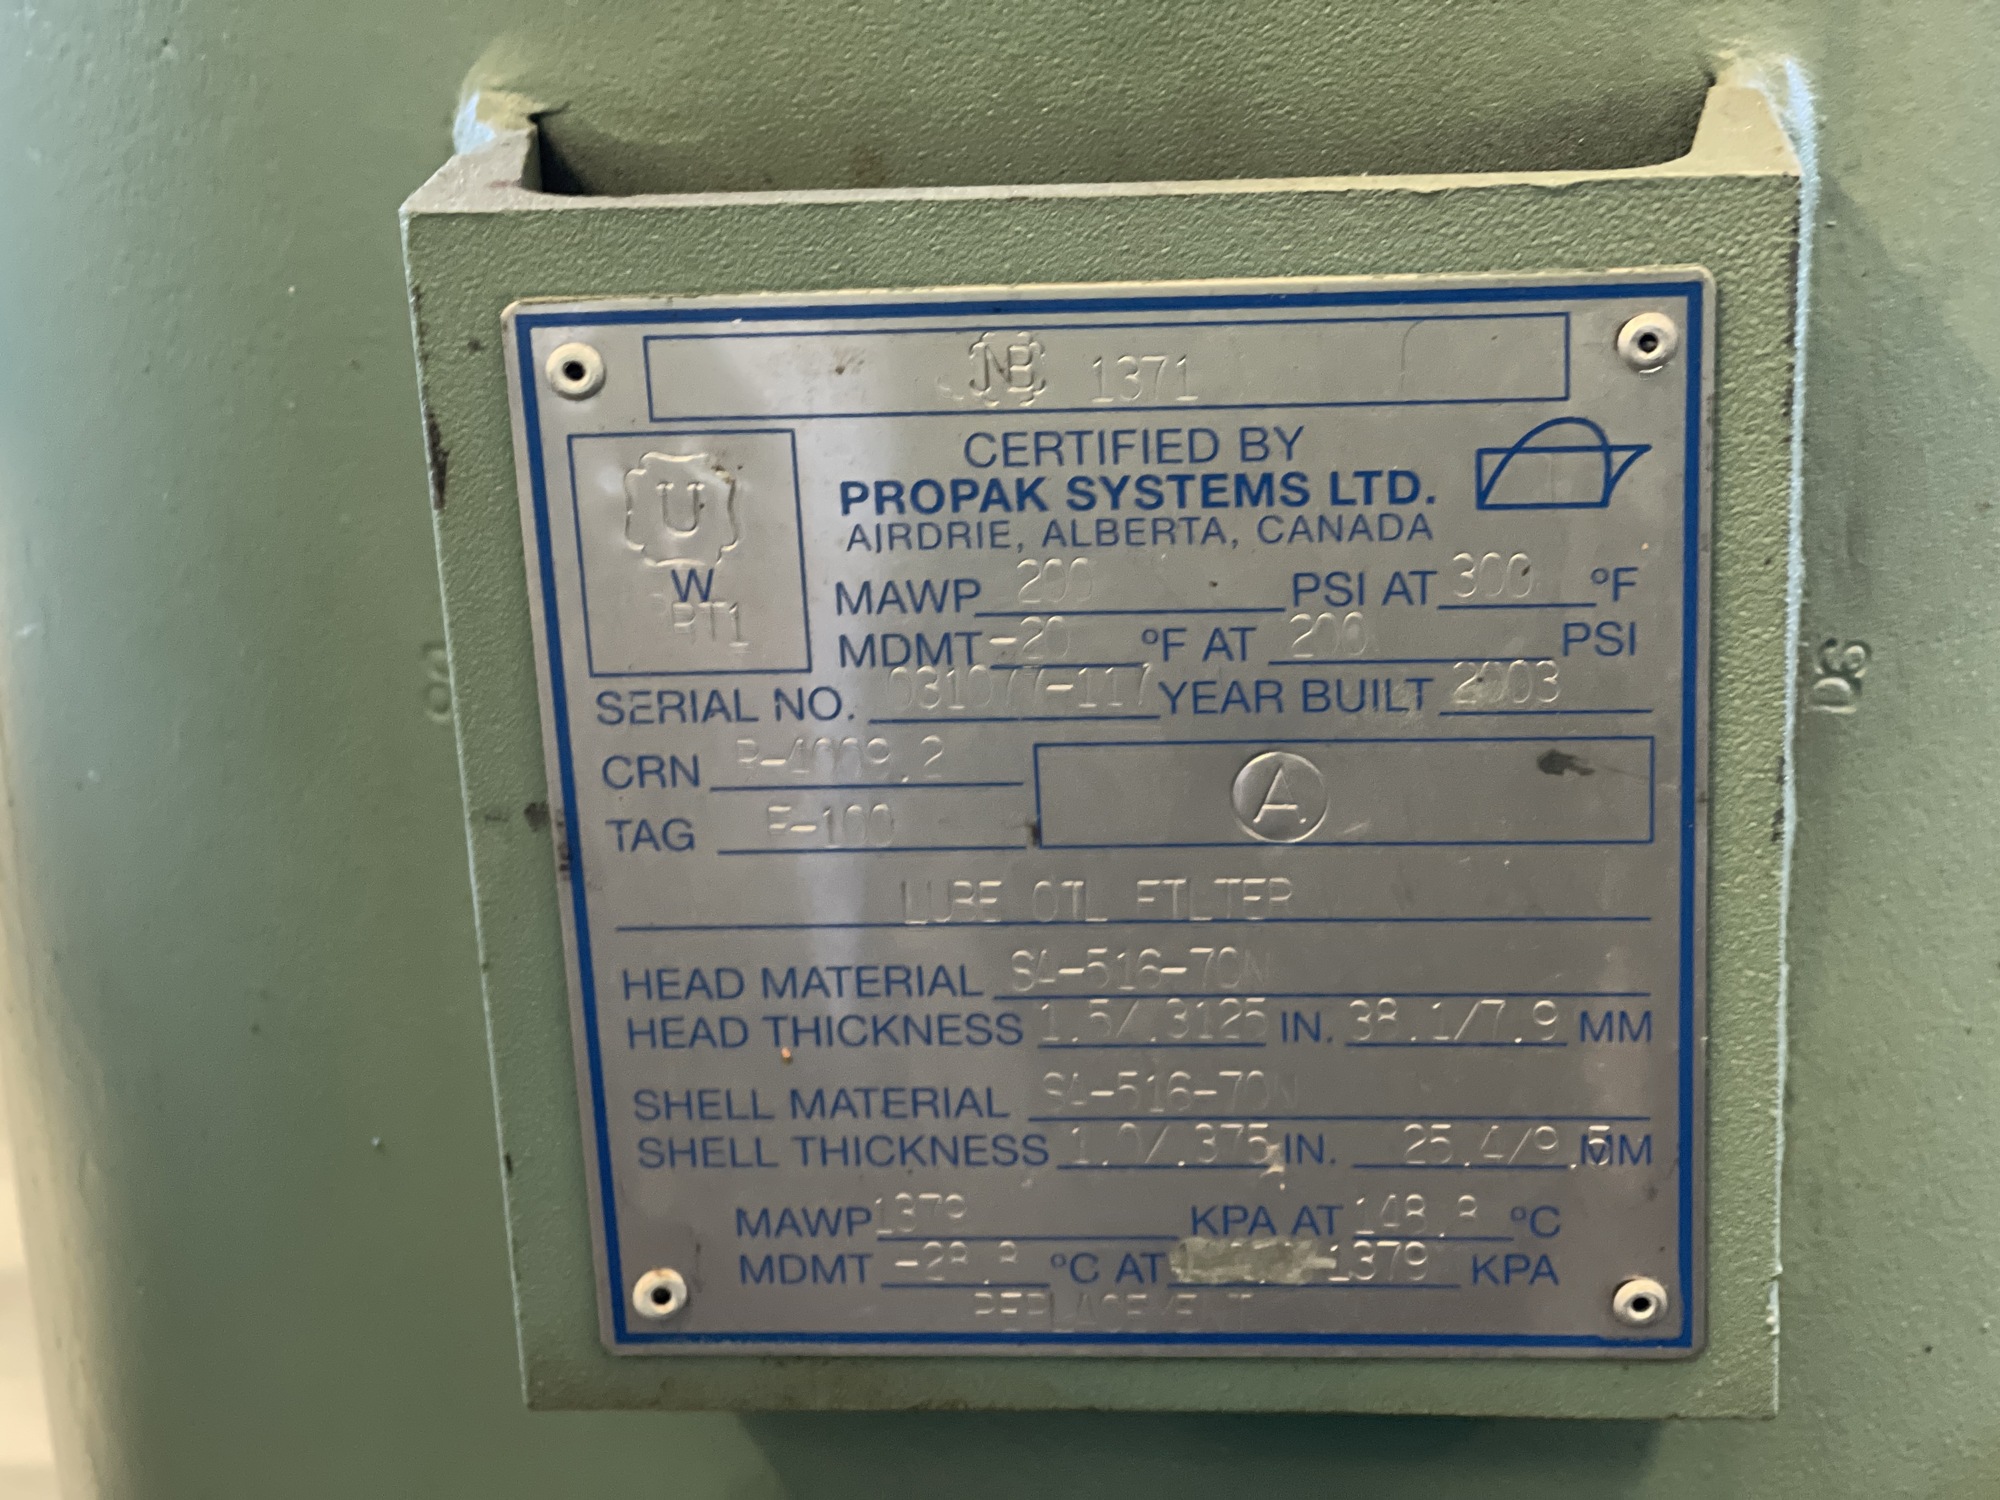 NB 1371
CERTIFIED BY
PROPAK SYSTEMS LTD.
AIRDRIE, ALBERTA, CANADA
U
W
RT1
MAWP 200 PSI AT 300 °F
MDMT -20 °F AT 200 PSI
SERIAL NO. 031077-117 YEAR BUILT 2003
CRN P-4009.2
TAG F-100
A
LUBE OIL FILTER
HEAD MATERIAL SA-516-70N
HEAD THICKNESS 1.5/.3125 IN. 38.1/7.9 MM
SHELL MATERIAL SA-516-70N
SHELL THICKNESS 1.0/.375 IN. 25.4/9.5 MM
MAWP 1379 KPA AT 148.8 °C
MDMT -28.8 °C AT 1379 KPA
REPLACEMENT